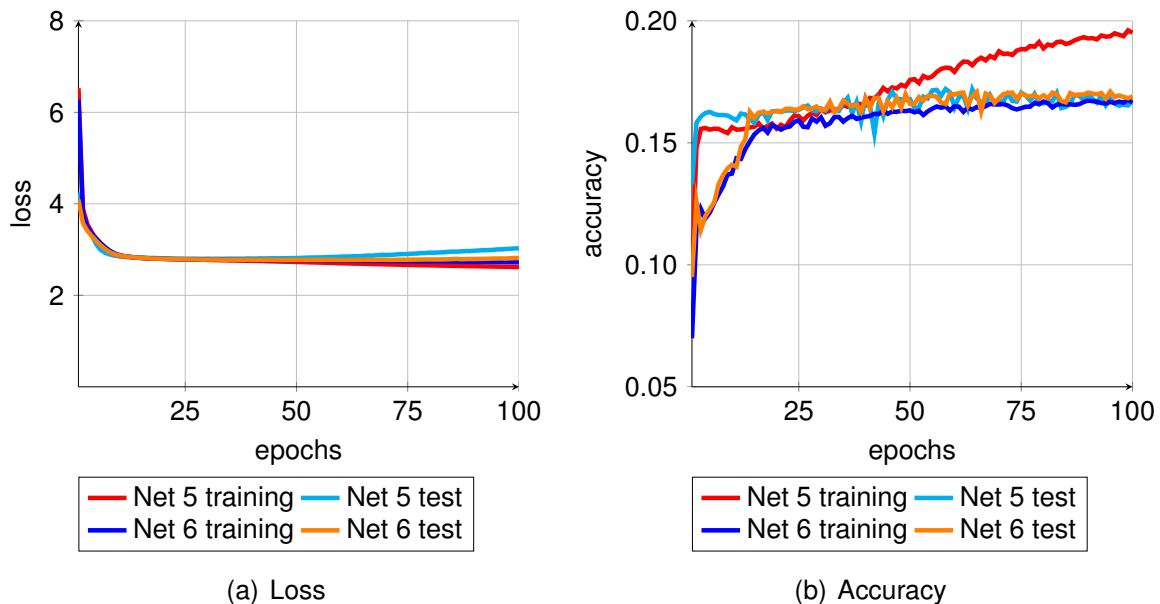 8
6
4
2
loss
25 50 75 100
epochs
Net 5 training Net 5 test
Net 6 training Net 6 test
(a) Loss
0.20
0.15
0.10
0.05
accuracy
25 50 75 100
epochs
Net 5 training Net 5 test
Net 6 training Net 6 test
(b) Accuracy